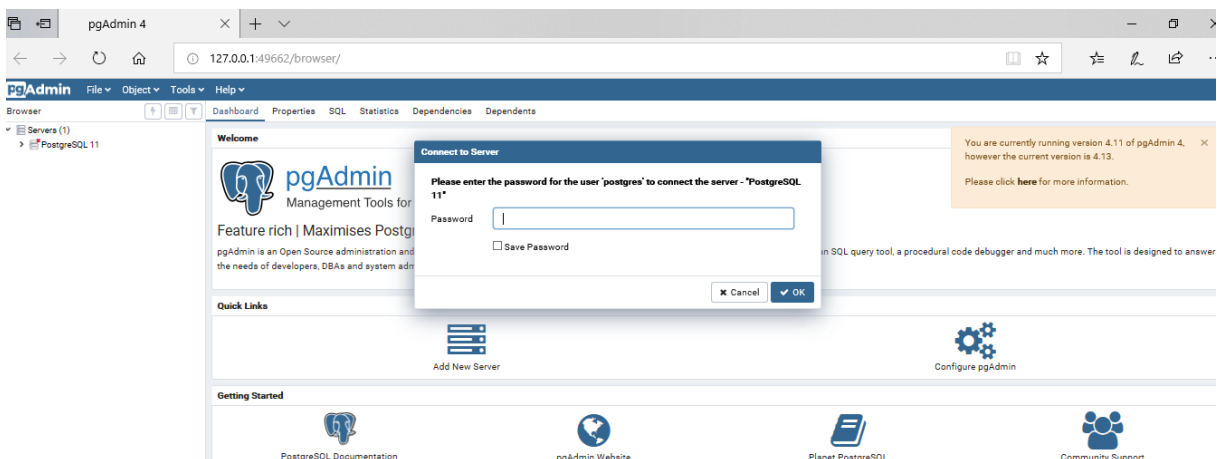 pgAdmin 4
127.0.0.1:49662/browser/
pgAdmin File Object Tools Help
Browser
Dashboard Properties SQL Statistics Dependencies Dependents
Servers (1)
PostgreSQL 11
Welcome
pgAdmin
Management Tools for
Feature rich | Maximises Postg
pgAdmin is an Open Source administration and
n SQL query tool, a procedural code debugger and much more. The tool is designed to answer
the needs of developers, DBAs and system adm
Connect to Server
Please enter the password for the user 'postgres' to connect the server - "PostgreSQL
11"
Password
Save Password
Cancel
OK
You are currently running version 4.11 of pgAdmin 4,
however the current version is 4.13.
Please click here for more information.
Quick Links
Add New Server
Configure pgAdmin
Getting Started
PostgreSQL Documentation
pgAdmin Website
Planet PostgreSQL
Community Support